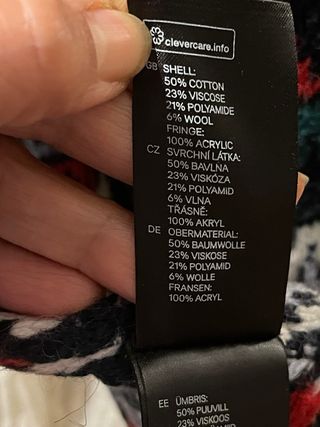 clevercare.info
GB SHELL:
50% COTTON
23% VISCOSE
21% POLYAMIDE
6% WOOL
FRINGE:
100% ACRYLIC
CZ SVRCHNÍ LÁTKA:
50% BAVLNA
23% VISKÓZA
21% POLYAMID
6% VLNA
TŘÁSNĚ:
100% AKRYL
DE OBERMATERIAL:
50% BAUMWOLLE
23% VISKOSE
21% POLYAMID
6% WOLLE
FRANSEN:
100% ACRYL
EE ÜMBRIS:
50% PUUVILL
23% VISKOOS